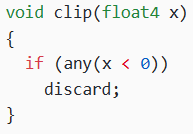 void clip(float4 x)
{
  if (any(x < 0))
    discard;
}